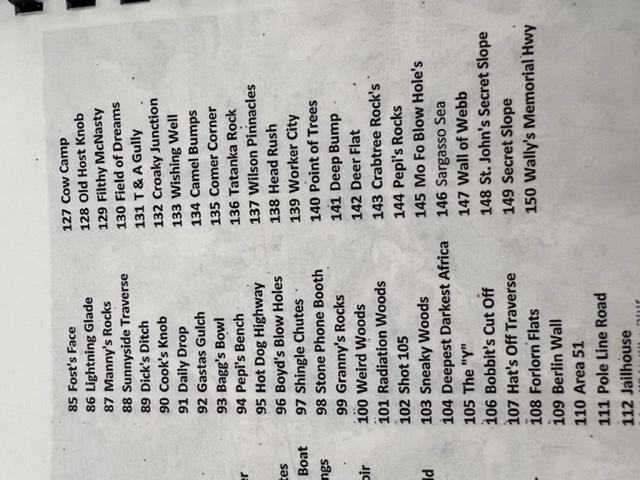 er
tes
Boat
ngs
oir
ld
85 Fost's Face
86 Lightning Glade
87 Manny's Rocks
88 Sunnyside Traverse
89 Dick's Ditch
90 Cook's Knob
91 Daily Drop
92 Gastas Gulch
93 Bagg's Bowl
94 Pepi's Bench
95 Hot Dog Highway
96 Boyd's Blow Holes
97 Shingle Chutes
98 Stone Phone Booth
99 Granny's Rocks
100 Weird Woods
101 Radiation Woods
102 Shot 105
103 Sneaky Woods
104 Deepest Darkest Africa
105 The "Y"
106 Bobbit's Cut Off
107 Hat's Off Traverse
108 Forlorn Flats
109 Berlin Wall
110 Area 51
111 Pole Line Road
112 Jailhouse
127 Cow Camp
128 Old Host Knob
129 Filthy McNasty
130 Field of Dreams
131 T & A Gully
132 Croaky Junction
133 Wishing Well
134 Camel Bumps
135 Comer Corner
136 Tatanka Rock
137 Wilson Pinnacles
138 Head Rush
139 Worker City
140 Point of Trees
141 Deep Bump
142 Deer Flat
143 Crabtree Rock's
144 Pepi's Rocks
145 Mo Fo Blow Hole's
146 Sargasso Sea
147 Wall of Webb
148 St. John's Secret Slope
149 Secret Slope
150 Wally's Memorial Hwy